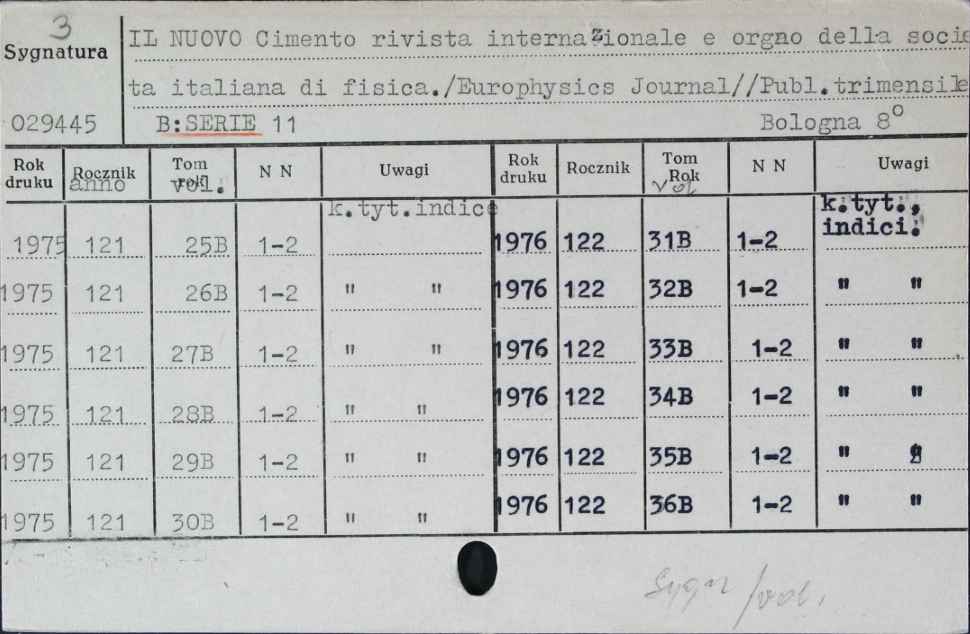 3
Sygnatura
IL NUOVO Cimento rivista internazionale e orgno della socie
ta italiana di fisica./Europhysics Journal//Publ.trimensile
029445 B:SERIE 11 Bologna 8°
Rok druku Rocznik Tom rok N N Uwagi Rok druku Rocznik Tom Rok N N Uwagi
anno vol. vol
k.tyt.indice k.tyt.,
indici.
1975 121 25B 1-2 1976 122 31B 1-2
1975 121 26B 1-2 " " 1976 122 32B 1-2 " "
1975 121 27B 1-2 " " 1976 122 33B 1-2 " "
1975 121 28B 1-2 " " 1976 122 34B 1-2 " "
1975 121 29B 1-2 " " 1976 122 35B 1-2 " "
1975 121 30B 1-2 " " 1976 122 36B 1-2 " "
Sygn